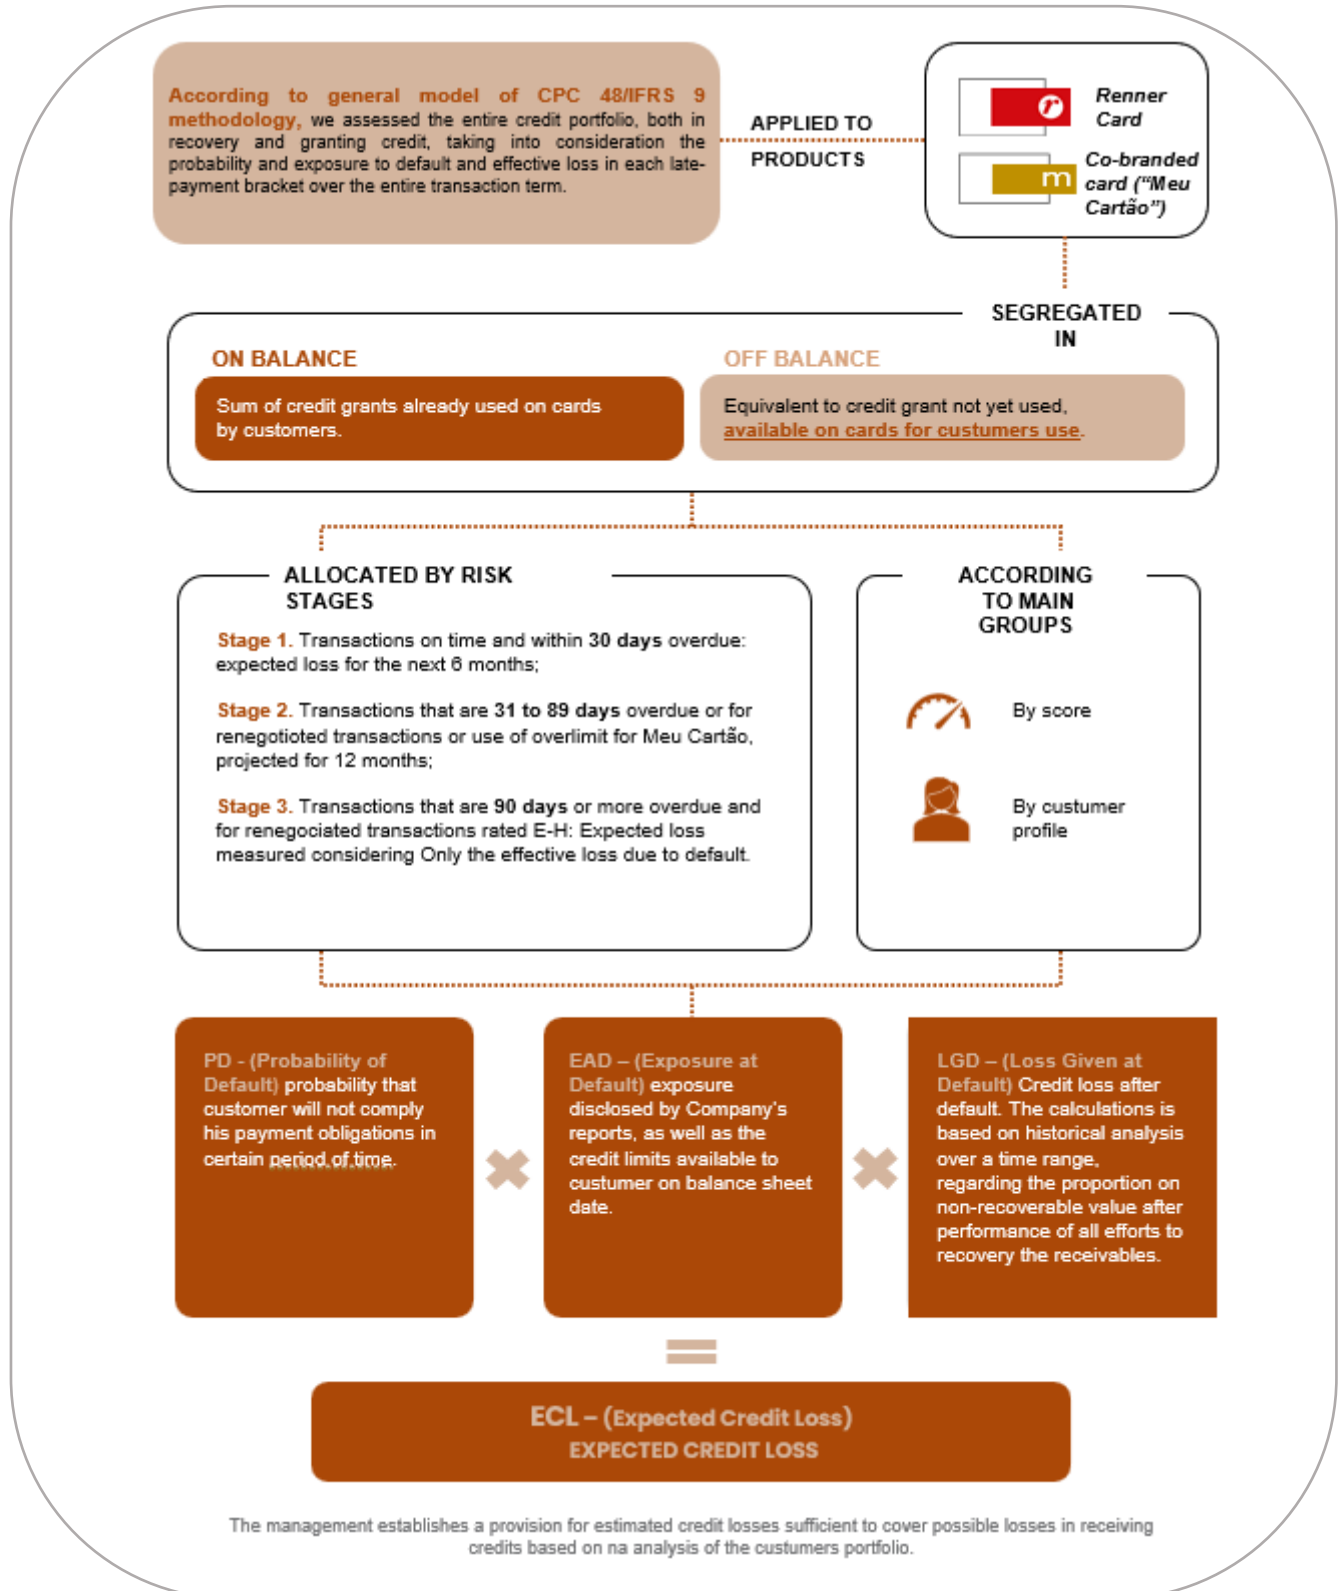 According to general model of CPC 48/IFRS 9
methodology, we assessed the entire credit portfolio, both in
recovery and granting credit, taking into consideration the
probability and exposure to default and effective loss in each late-
payment bracket over the entire transaction term.
APPLIED TO
PRODUCTS
r
Renner
Card
m
Co-branded
card (“Meu
Cartão”)
SEGREGATED
IN
ON BALANCE
Sum of credit grants already used on cards
by customers.
OFF BALANCE
Equivalent to credit grant not yet used,
available on cards for custumers use.
ALLOCATED BY RISK
STAGES
Stage 1. Transactions on time and within 30 days overdue:
expected loss for the next 6 months;
Stage 2. Transactions that are 31 to 89 days overdue or for
renegotioted transactions or use of overlimit for Meu Cartão,
projected for 12 months;
Stage 3. Transactions that are 90 days or more overdue and
for renegociated transactions rated E-H: Expected loss
measured considering Only the effective loss due to default.
ACCORDING
TO MAIN
GROUPS
By score
By custumer
profile
PD - (Probability of
Default) probability that
customer will not comply
his payment obligations in
certain period of time.
EAD – (Exposure at
Default) exposure
disclosed by Company's
reports, as well as the
credit limits available to
custumer on balance sheet
date.
LGD – (Loss Given at
Default) Credit loss after
default. The calculations is
based on historical analysis
over a time range,
regarding the proportion on
non-recoverable value after
performance of all efforts to
recovery the receivables.
ECL – (Expected Credit Loss)
EXPECTED CREDIT LOSS
The management establishes a provision for estimated credit losses sufficient to cover possible losses in receiving
credits based on na analysis of the custumers portfolio.